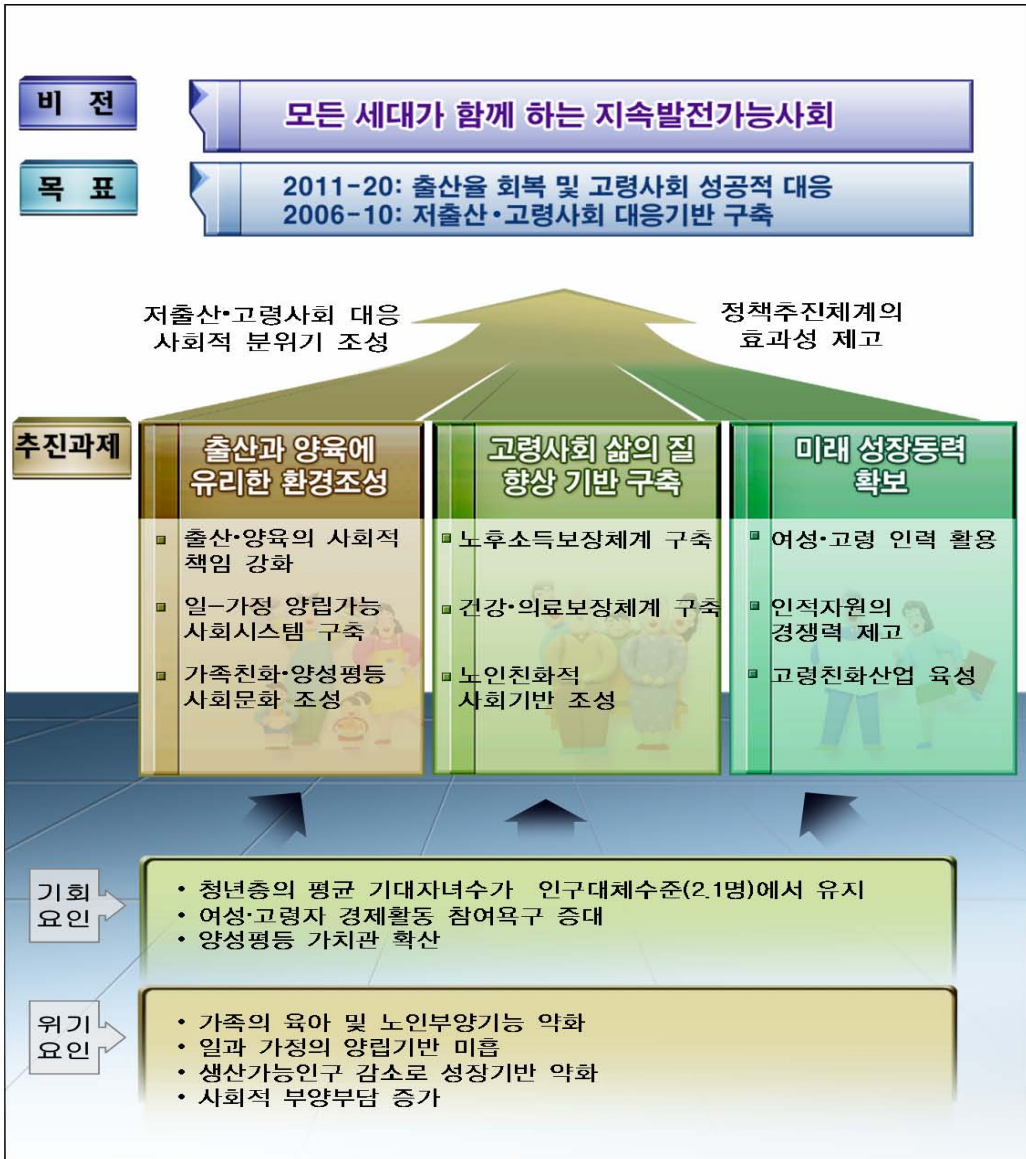 비 전
모든 세대가 함께 하는 지속발전가능사회
목 표
2011-20: 출산율 회복 및 고령사회 성공적 대응
2006-10: 저출산•고령사회 대응기반 구축
저출산•고령사회 대응
사회적 분위기 조성
정책추진체계의
효과성 제고
추진과제
출산과 양육에
유리한 환경조성
▪ 출산•양육의 사회적
책임 강화
▪ 일-가정 양립가능
사회시스템 구축
▪ 가족친화•양성평등
사회문화 조성
고령사회 삶의 질
향상 기반 구축
▪ 노후소득보장체계 구축
▪ 건강•의료보장체계 구축
▪ 노인친화적
사회기반 조성
미래 성장동력
확보
▪ 여성•고령 인력 활용
▪ 인적자원의
경쟁력 제고
▪ 고령친화산업 육성
기회
요인
• 청년층의 평균 기대자녀수가 인구대체수준(2.1명)에서 유지
• 여성•고령자 경제활동 참여욕구 증대
• 양성평등 가치관 확산
위기
요인
• 가족의 육아 및 노인부양기능 약화
• 일과 가정의 양립기반 미흡
• 생산가능인구 감소로 성장기반 약화
• 사회적 부양부담 증가